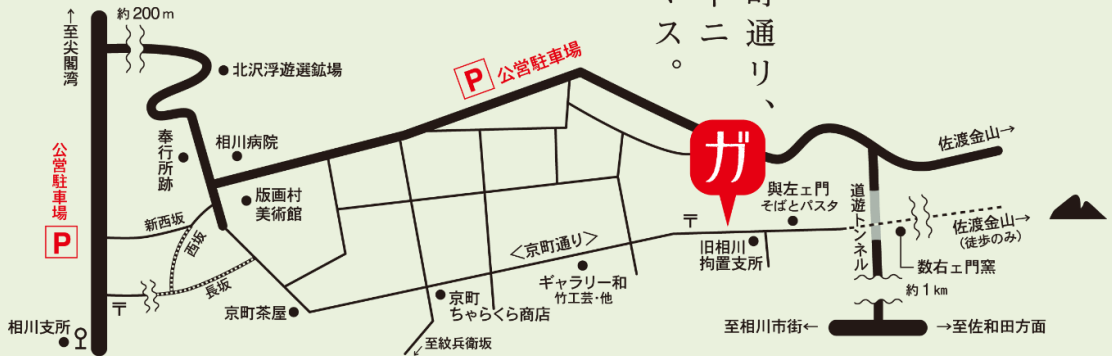 町通リ、
ニ
マス。
↑至尖閣湾
約200m
北沢浮遊選鉱場
P 公営駐車場
奉行所跡
相川病院
版画村
美術館
公営駐車場
P
新西坂
西坂
長坂
〒
相川支所
京町茶屋
京町
ちゃらくら商店
至紋兵衛坂
〈京町通り〉
ギャラリー和
竹工芸・他
〒
ガ
旧相川
拘置支所
與左ェ門
そばとパスタ
道遊トンネル
佐渡金山→
佐渡金山→
(徒歩のみ)
数右ェ門窯
約1km
至相川市街←
→至佐和田方面